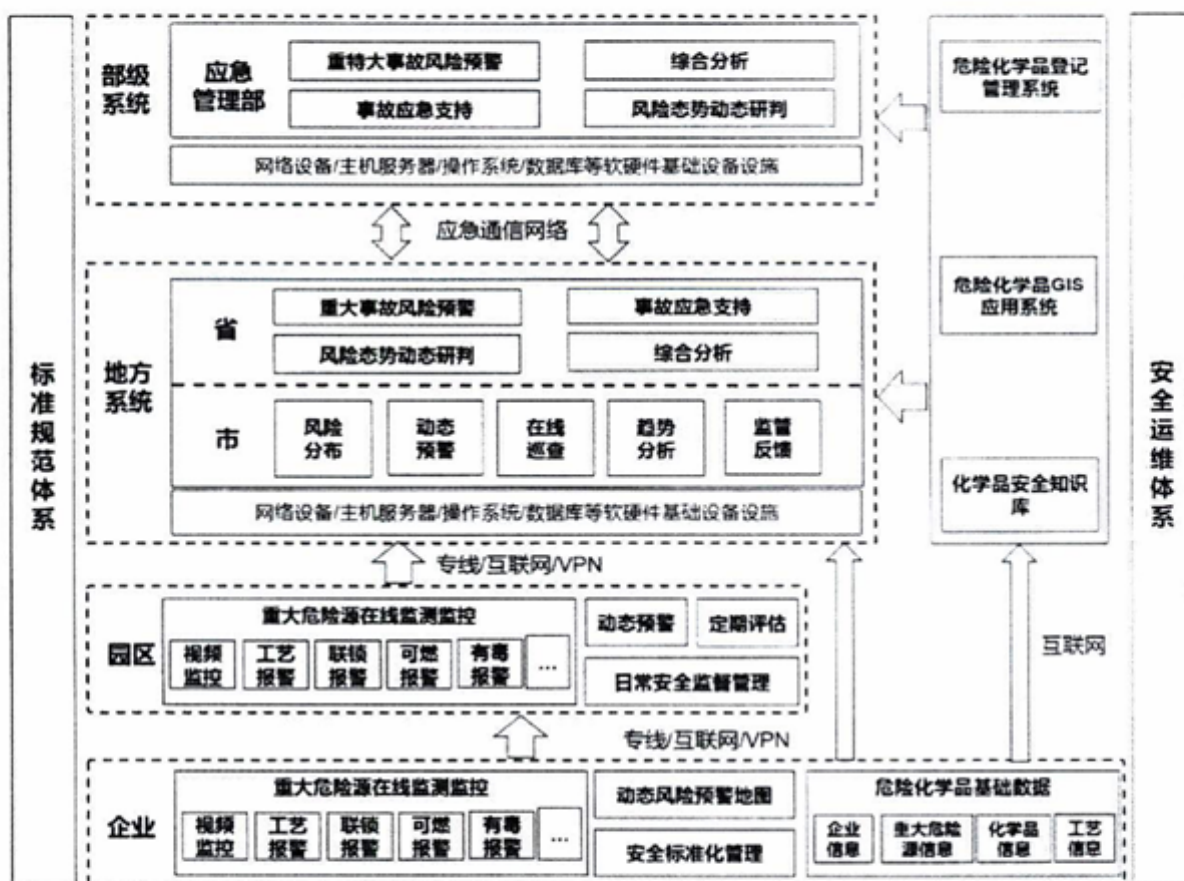 标准规范体系
部级
系统
应急
管理部
重特大事故风险预警
综合分析
事故应急支持
风险态势动态研判
网络设备/主机服务器/操作系统/数据库等软硬件基础设备设施
应急通信网络
地方
系统
省
重大事故风险预警
事故应急支持
风险态势动态研判
综合分析
市
风险
分布
动态
预警
在线
巡查
趋势
分析
监管
反馈
网络设备/主机服务器/操作系统/数据库等软硬件基础设备设施
专线/互联网/VPN
园区
重大危险源在线监测监控
视频
监控
工艺
报警
联锁
报警
可燃
报警
有毒
报警
...
动态预警
定期评估
日常安全监督管理
专线/互联网/VPN
企业
重大危险源在线监测监控
视频
监控
工艺
报警
联锁
报警
可燃
报警
有毒
报警
...
动态风险预警地图
安全标准化管理
危险化学品基础数据
企业
信息
重大危险
源信息
化学品
信息
工艺
信息
危险化学品登记
管理系统
危险化学品GIS
应用系统
化学品安全知识
库
互联网
安全运维体系